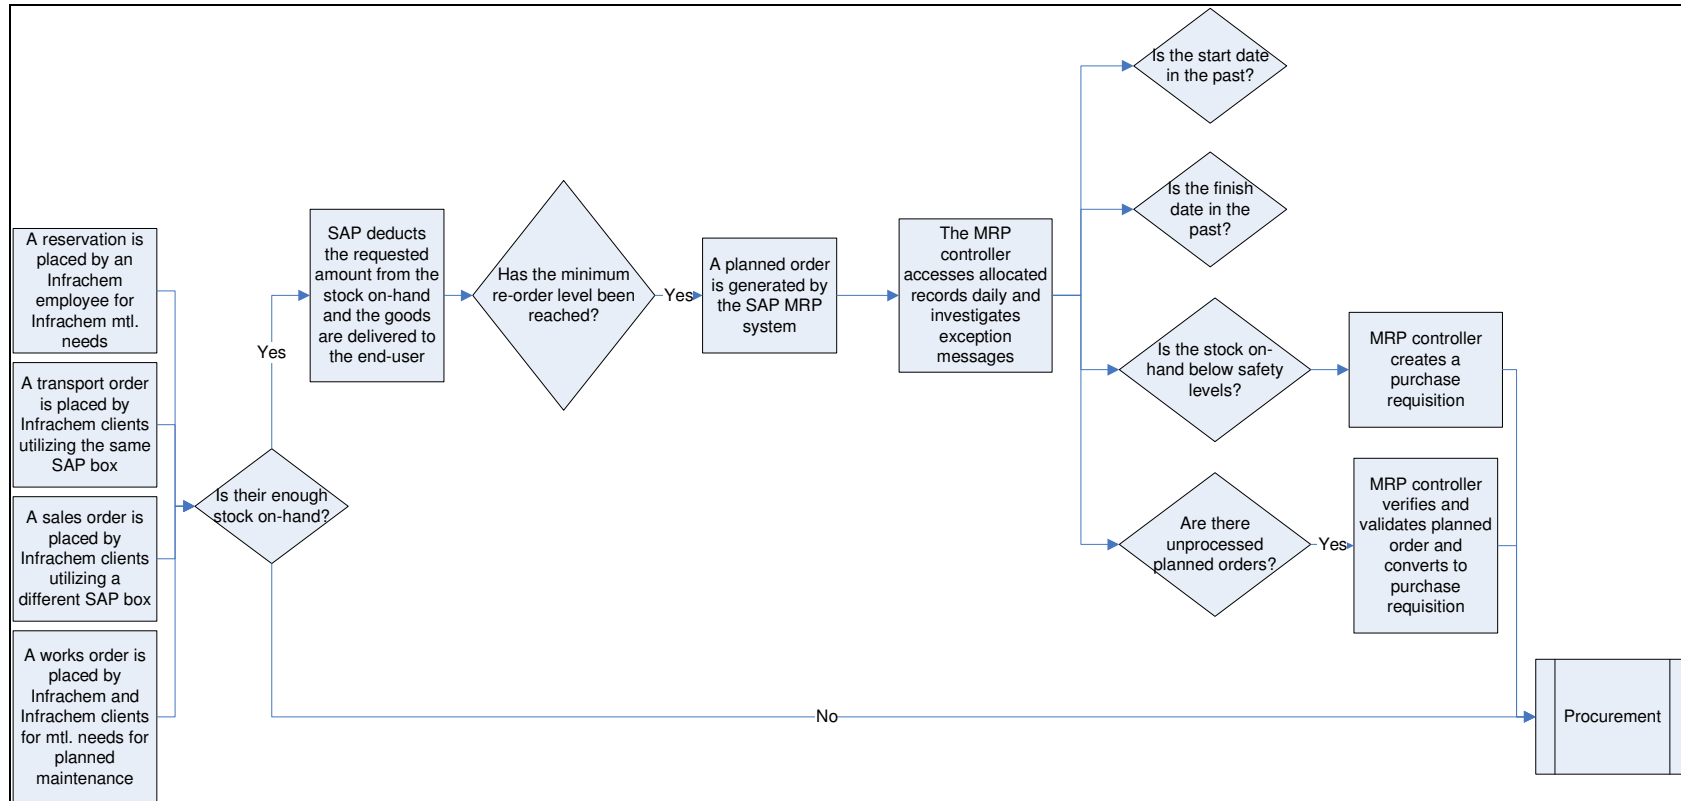 A reservation is
placed by an
Infrachem
employee for
Infrachem mtl.
needs
A transport order
is placed by
Infrachem clients
utilizing the same
SAP box
A sales order is
placed by
Infrachem clients
utilizing a
different SAP box
A works order is
placed by
Infrachem and
Infrachem clients
for mtl. needs for
planned
maintenance
Is their enough
stock on-hand?
Yes
No
SAP deducts
the requested
amount from the
stock on-hand
and the goods
are delivered to
the end-user
Has the minimum
re-order level been
reached?
Yes
A planned order
is generated by
the SAP MRP
system
The MRP
controller
accesses allocated
records daily and
investigates
exception
messages
Is the start date
in the past?
Is the finish
date in the
past?
Is the stock on-
hand below safety
levels?
MRP controller
creates a
purchase
requisition
Are there
unprocessed
planned orders?
Yes
MRP controller
verifies and
validates planned
order and
converts to
purchase
requisition
Procurement